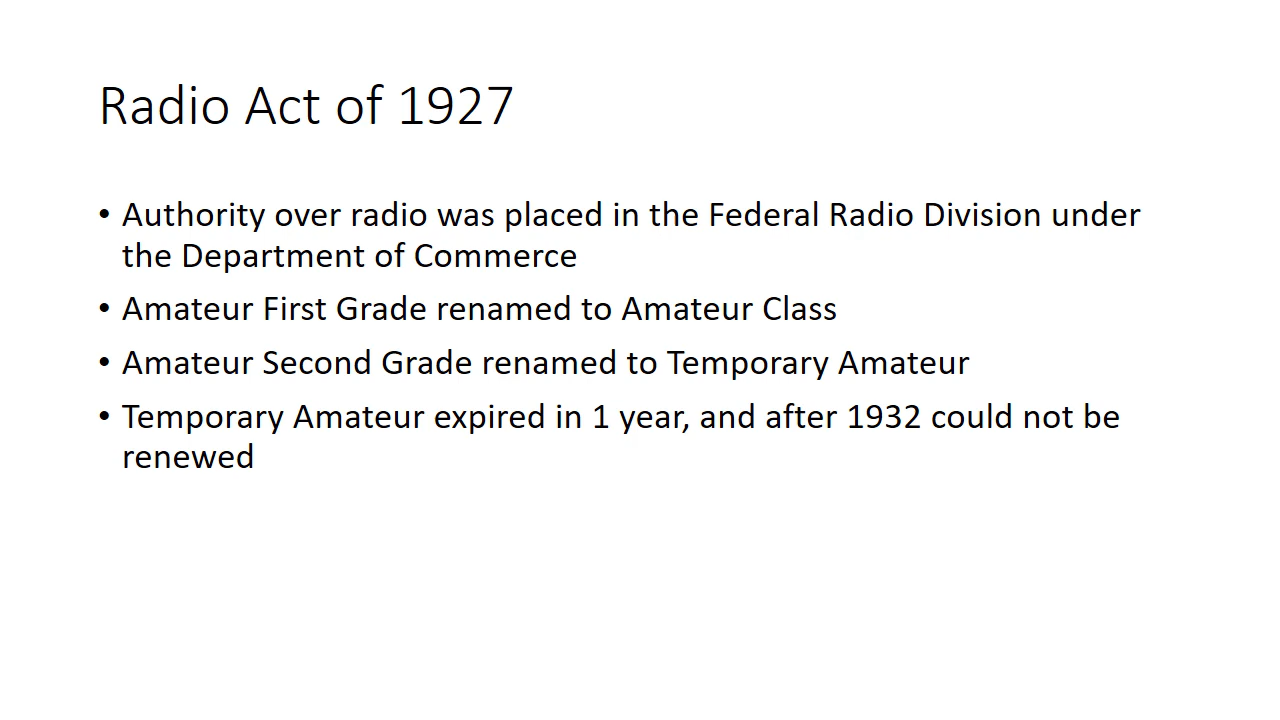 Radio Act of 1927
• Authority over radio was placed in the Federal Radio Division under
the Department of Commerce
• Amateur First Grade renamed to Amateur Class
• Amateur Second Grade renamed to Temporary Amateur
• Temporary Amateur expired in 1 year, and after 1932 could not be
renewed